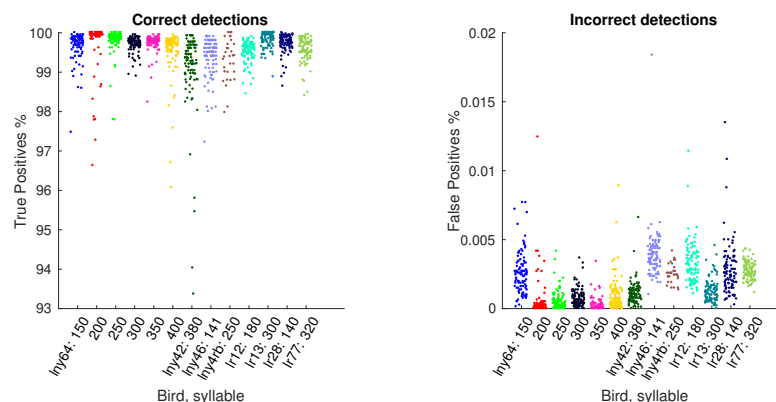 Correct detections
True Positives %
100
99
98
97
96
95
94
93
lny64: 150
200
250
300
350
400
lny42: 380
lny46: 141
lny4rb: 250
lr12: 180
lr13: 300
lr28: 140
lr77: 320
Bird, syllable
Incorrect detections
False Positives %
0.02
0.015
0.01
0.005
0
lny64: 150
200
250
300
350
400
lny42: 380
lny46: 141
lny4rb: 250
lr12: 180
lr13: 300
lr28: 140
lr77: 320
Bird, syllable